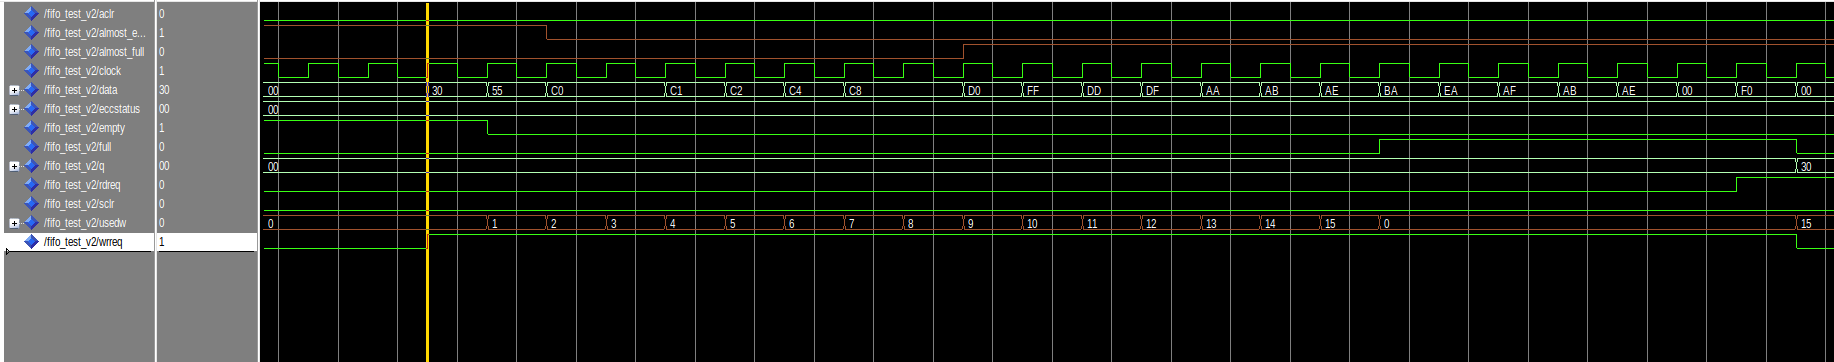 /fifo_test_v2/aclr 0
/fifo_test_v2/almost_e... 1
/fifo_test_v2/almost_full 0
/fifo_test_v2/clock 1
/fifo_test_v2/data 30 00 30 55 C0 C1 C2 C4 C8 D0 FF DD DF AA AB AE BA EA AF AB AE 00 F0 00
/fifo_test_v2/eccstatus 00 00
/fifo_test_v2/empty 1
/fifo_test_v2/full 0
/fifo_test_v2/q 00 00 30
/fifo_test_v2/rdreq 0
/fifo_test_v2/sclr 0
/fifo_test_v2/usedw 0 0 1 2 3 4 5 6 7 8 9 10 11 12 13 14 15 0 15
/fifo_test_v2/wrreq 1